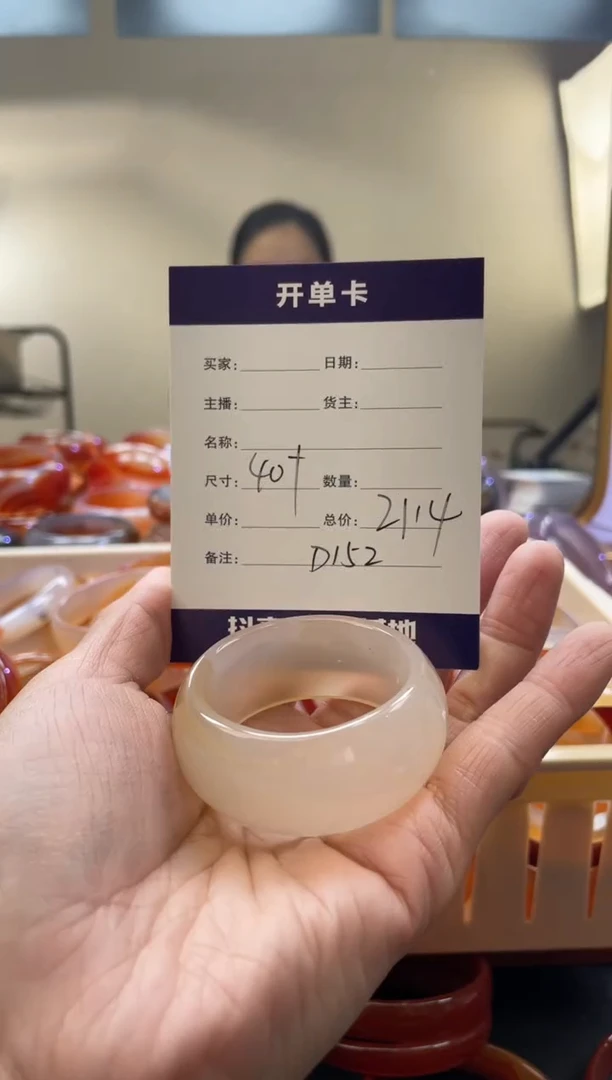 开单卡
买家: 日期:
主播: 货主:
名称:
尺寸: 40+ 数量:
单价: 总价: 2114
备注: D152